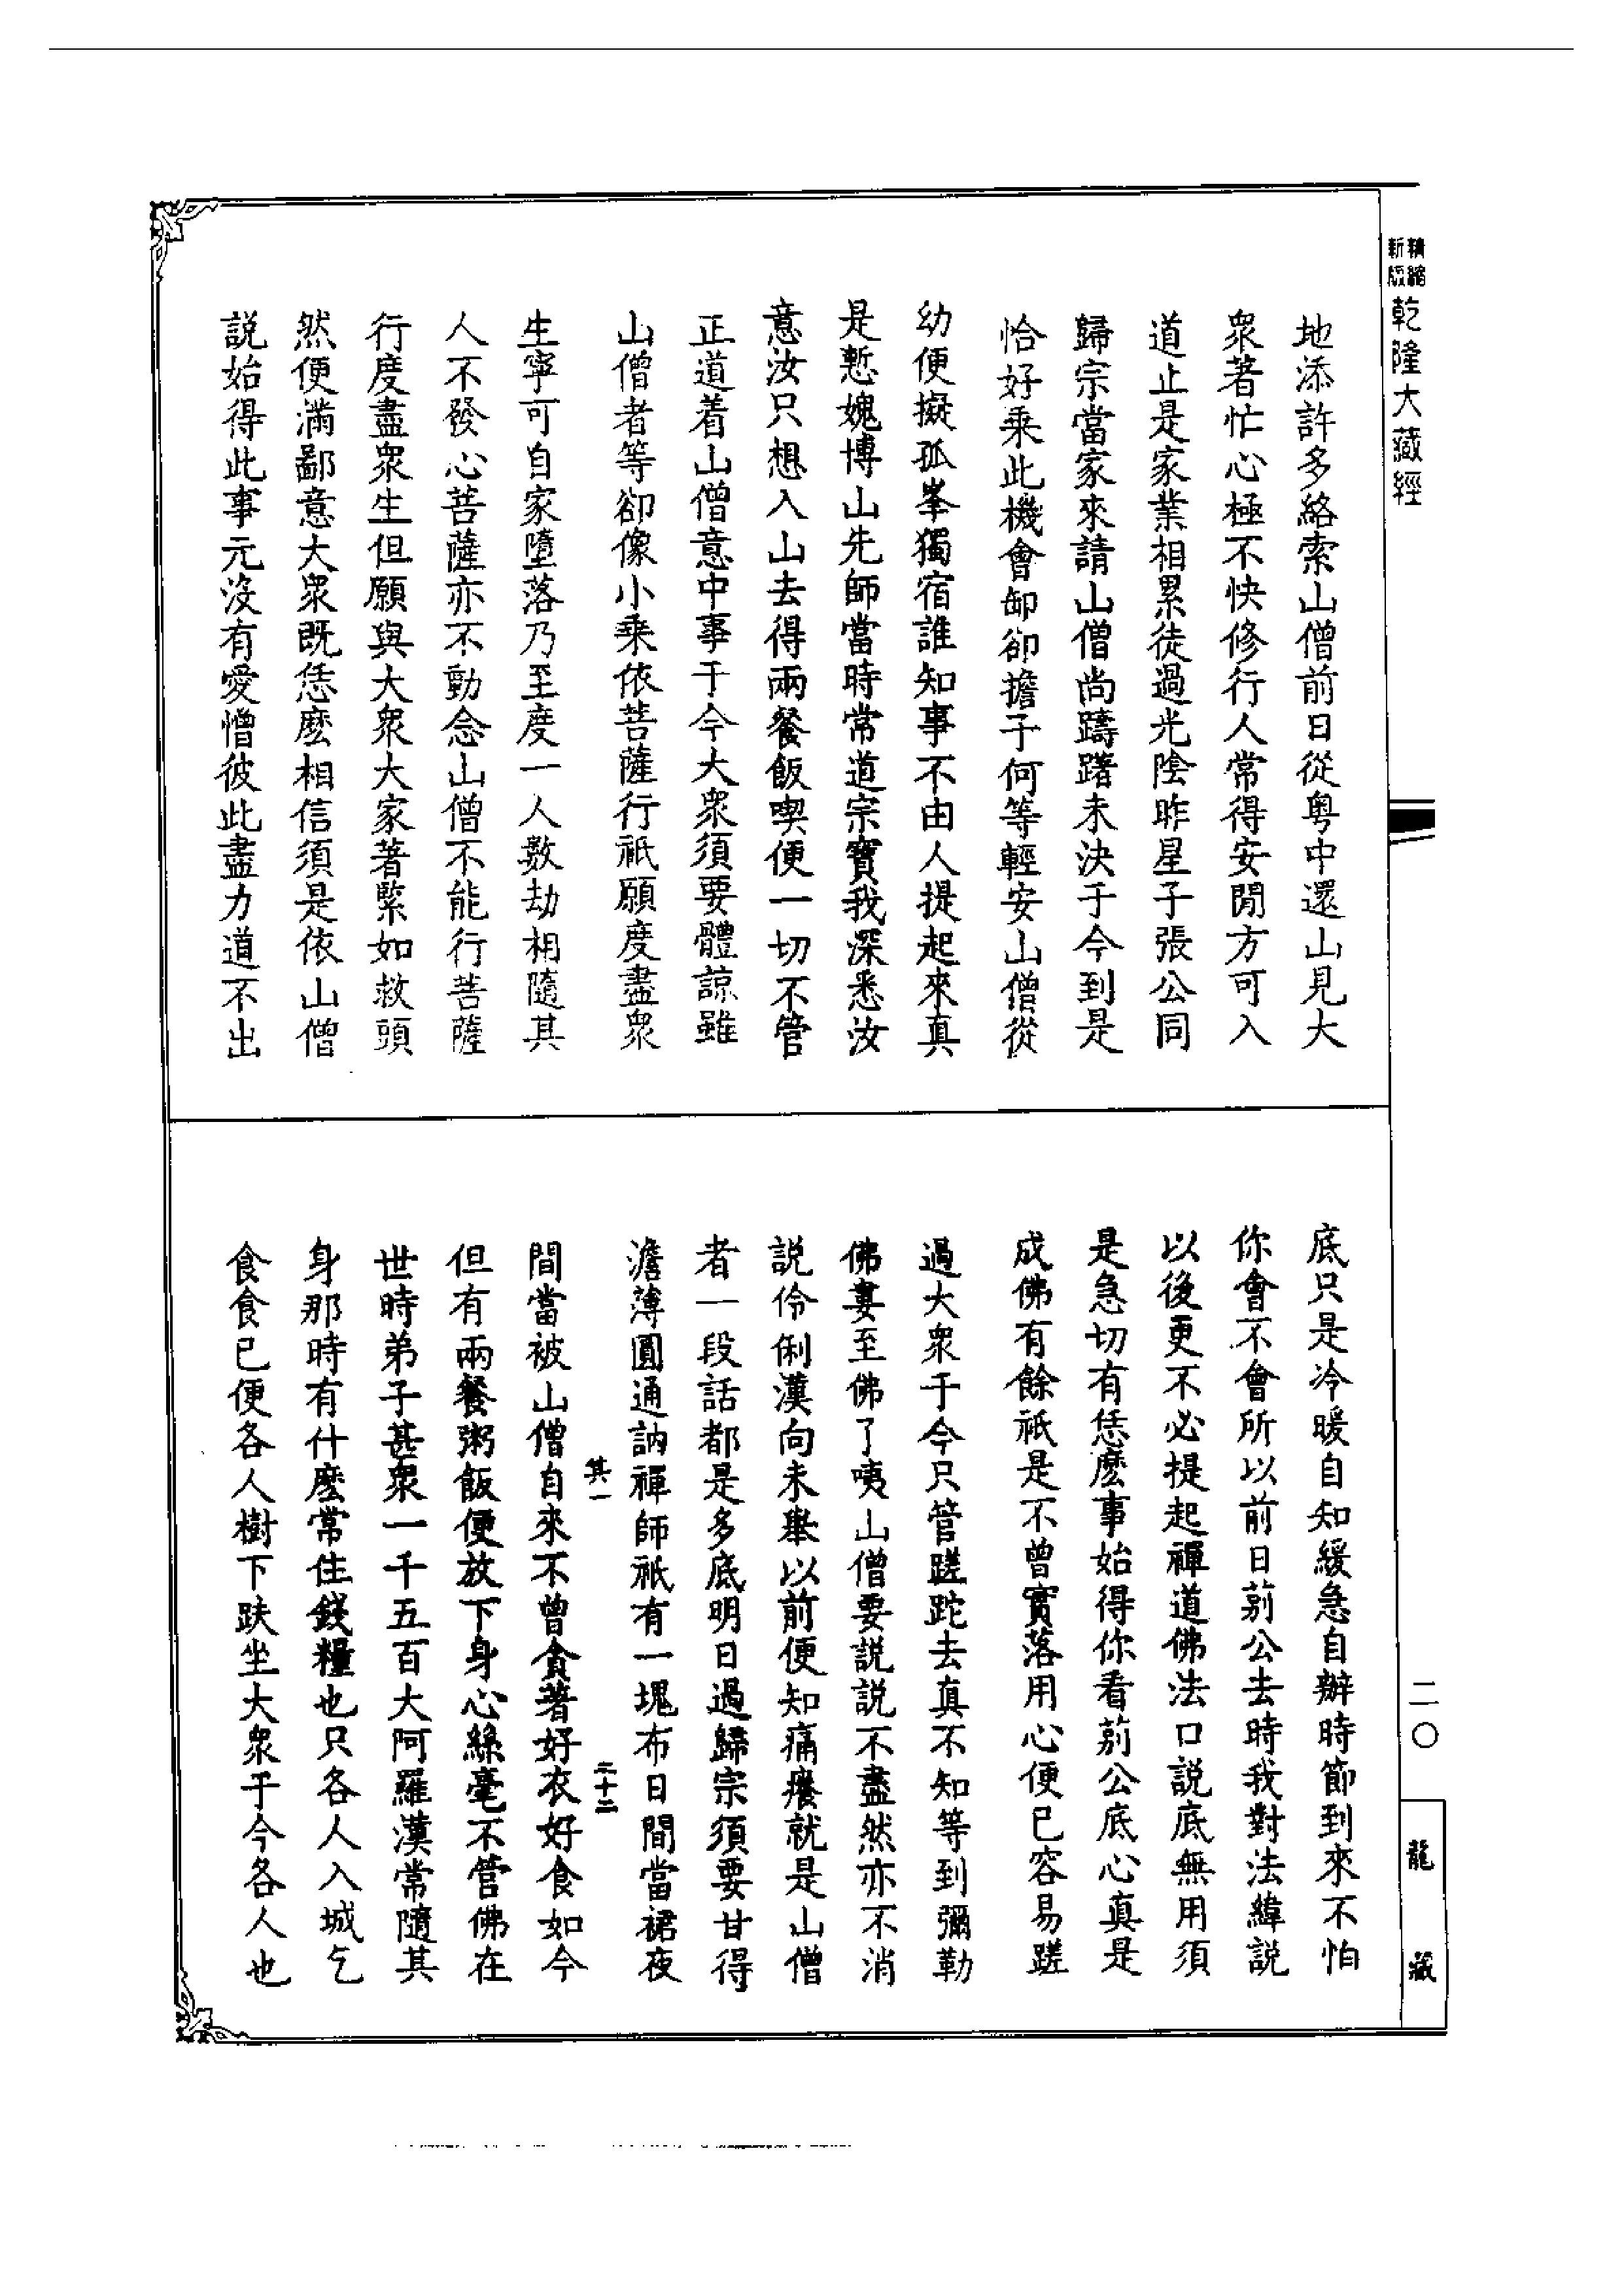 新版精縮
乾隆大藏經
地添許多絡索山僧前日從粵中還山見大
衆著忙心極不快修行人常得安閒方可入
道止是家業相累徒過光陰昨星子張公同
歸宗當家來請山僧尚躊躇未決于今到是
恰好乗此機會卸卻擔子何等輕安山僧從
幼便擬孤峯獨宿誰知事不由人提起來真
是慙媿博山先師當時常道宗寶我深悉汝
意汝只想入山去得兩餐飯喫便一切不管
正道着山僧意中事于今大衆須要體諒雖
山僧者等卻像小乗依菩薩行祇願度盡衆
生寧可自家墮落乃至度一人數劫相隨其
人不發心菩薩亦不動念山僧不能行菩薩
行度盡衆生但願與大衆大家著緊如救頭
然便滿鄙意大衆既恁麽相信須是依山僧
説始得此事元没有愛憎彼此盡力道不出
底只是冷暖自知緩急自辦時節到來不怕
你會不會所以前日莂公去時我對法緯説
以後更不必提起禪道佛法口説底無用須
是急切有恁麽事始得你看莂公底心真是
成佛有餘祇是不曾實落用心便已容易蹉
過大衆于今只管蹉跎去真不知等到彌勒
佛婁至佛了咦山僧要説説不盡然亦不消
説伶俐漢向未舉以前便知痛癢就是山僧
者一段話都是多底明日過歸宗須要甘得
澹薄圓通訥禪師祇有一塊布日間當裙夜
其一
二十二
間當被山僧自來不曾貪著好衣好食如今
但有兩餐粥飯便放下身心絲毫不管佛在
世時弟子甚衆一千五百大阿羅漢常隨其
身那時有什麽常住錢糧也只各人入城乞
食食已便各人樹下趺坐大衆于今各人也
二〇
龍藏